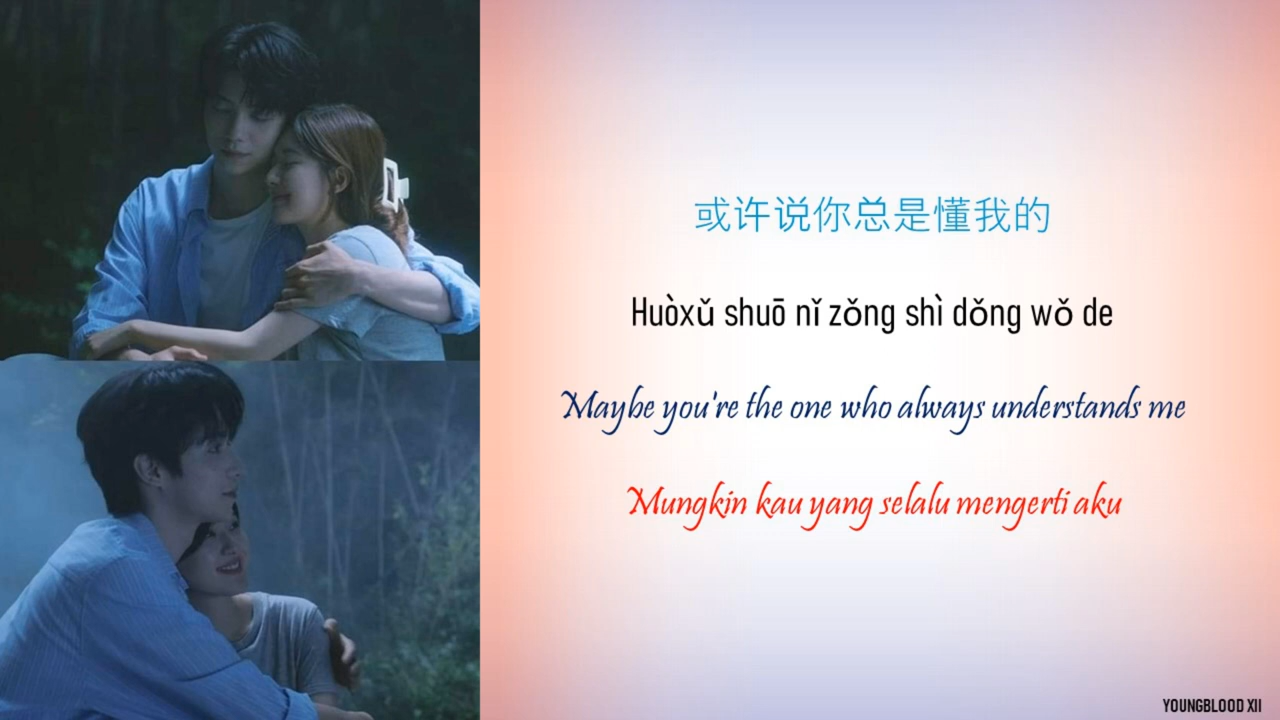 或许说你总是懂我的
Huòxǔ shuō nǐ zǒng shì dǒng wǒ de
Maybe you're the one who always understands me
Mungkin kau yang selalu mengerti aku
YOUNGBLOOD XII